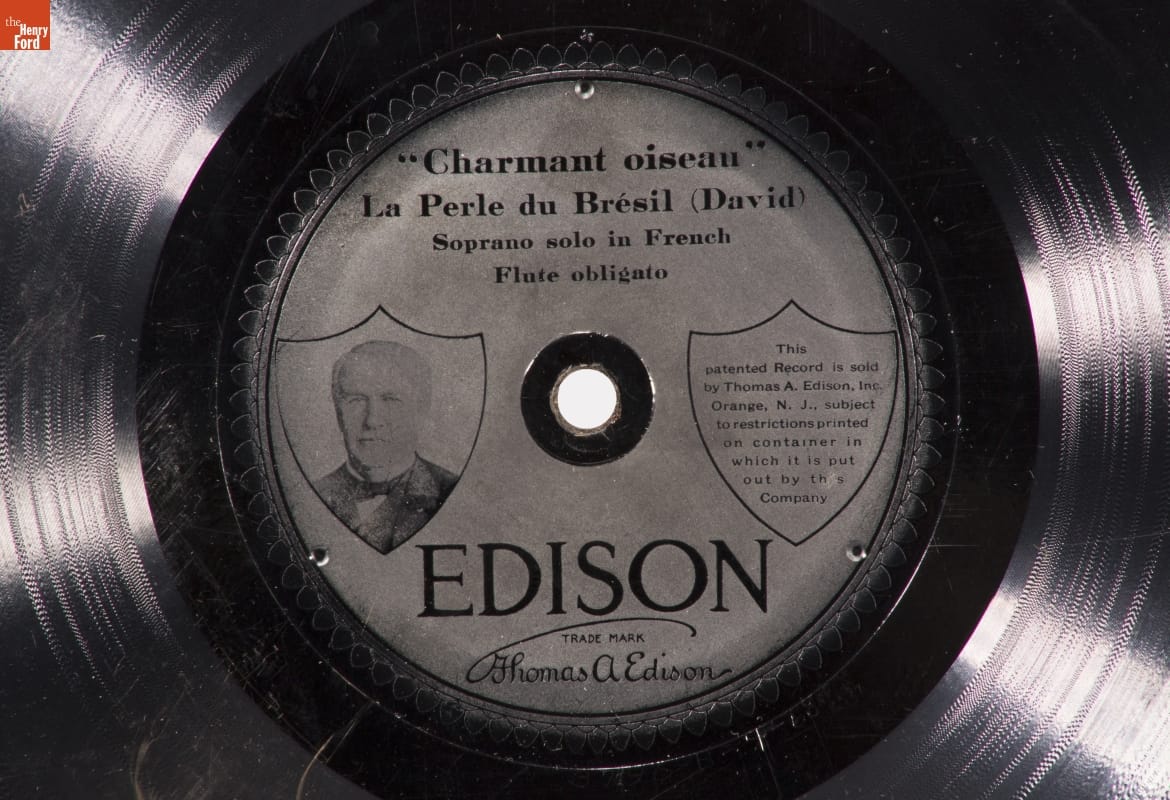 the
Henry
Ford
“Charmant oiseau”
La Perle du Brésil (David)
Soprano solo in French
Flute obligato
This
patented Record is sold
by Thomas A. Edison, Inc.
Orange, N. J., subject
to restrictions printed
on container in
which it is put
out by this
Company
EDISON
TRADE MARK
Thomas A Edison